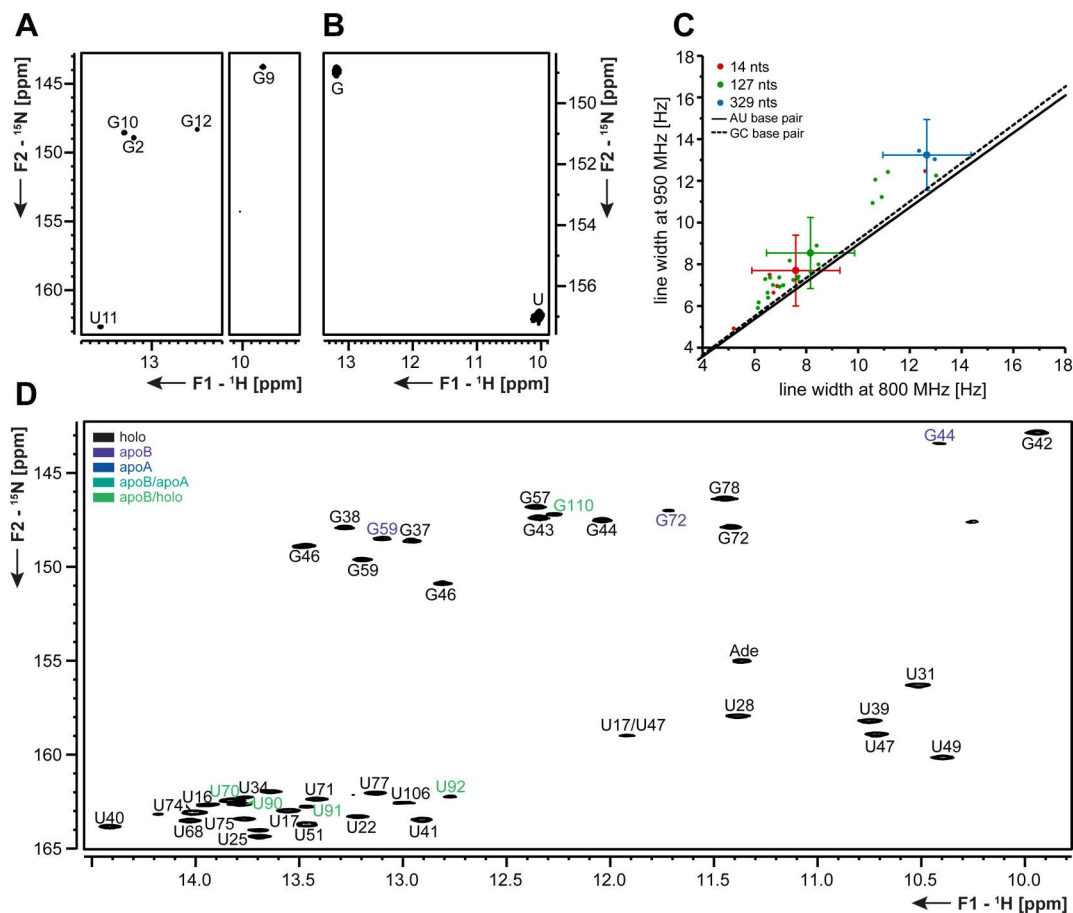 A
B
C
143
150
155
160
G10
G2
G12
G9
U11
13
10
F2 - ¹⁵N [ppm]
F1 - ¹H [ppm]
G
U
150
152
154
156
13
12
11
10
F2 - ¹⁵N [ppm]
F1 - ¹H [ppm]
14 nts
127 nts
329 nts
AU base pair
GC base pair
18
16
14
12
10
8
6
4
4
6
8
10
12
14
16
18
line width at 950 MHz [Hz]
line width at 800 MHz [Hz]
D
holo
apoB
apoA
apoB/apoA
apoB/holo
F2 - ¹⁵N [ppm]
145
150
155
160
165
G44
G42
G57
G110
G78
G38
G59
G37
G43
G44
G72
G72
G46
G59
G46
Ade
U31
U28
U39
U17/U47
U47
U49
U70
U34
U71
U77
U92
U16
U106
U74
U90
U91
U40
U68
U75
U17
U22
U41
U25
U51
14.0
13.5
13.0
12.5
12.0
11.5
11.0
10.5
10.0
F1 - ¹H [ppm]